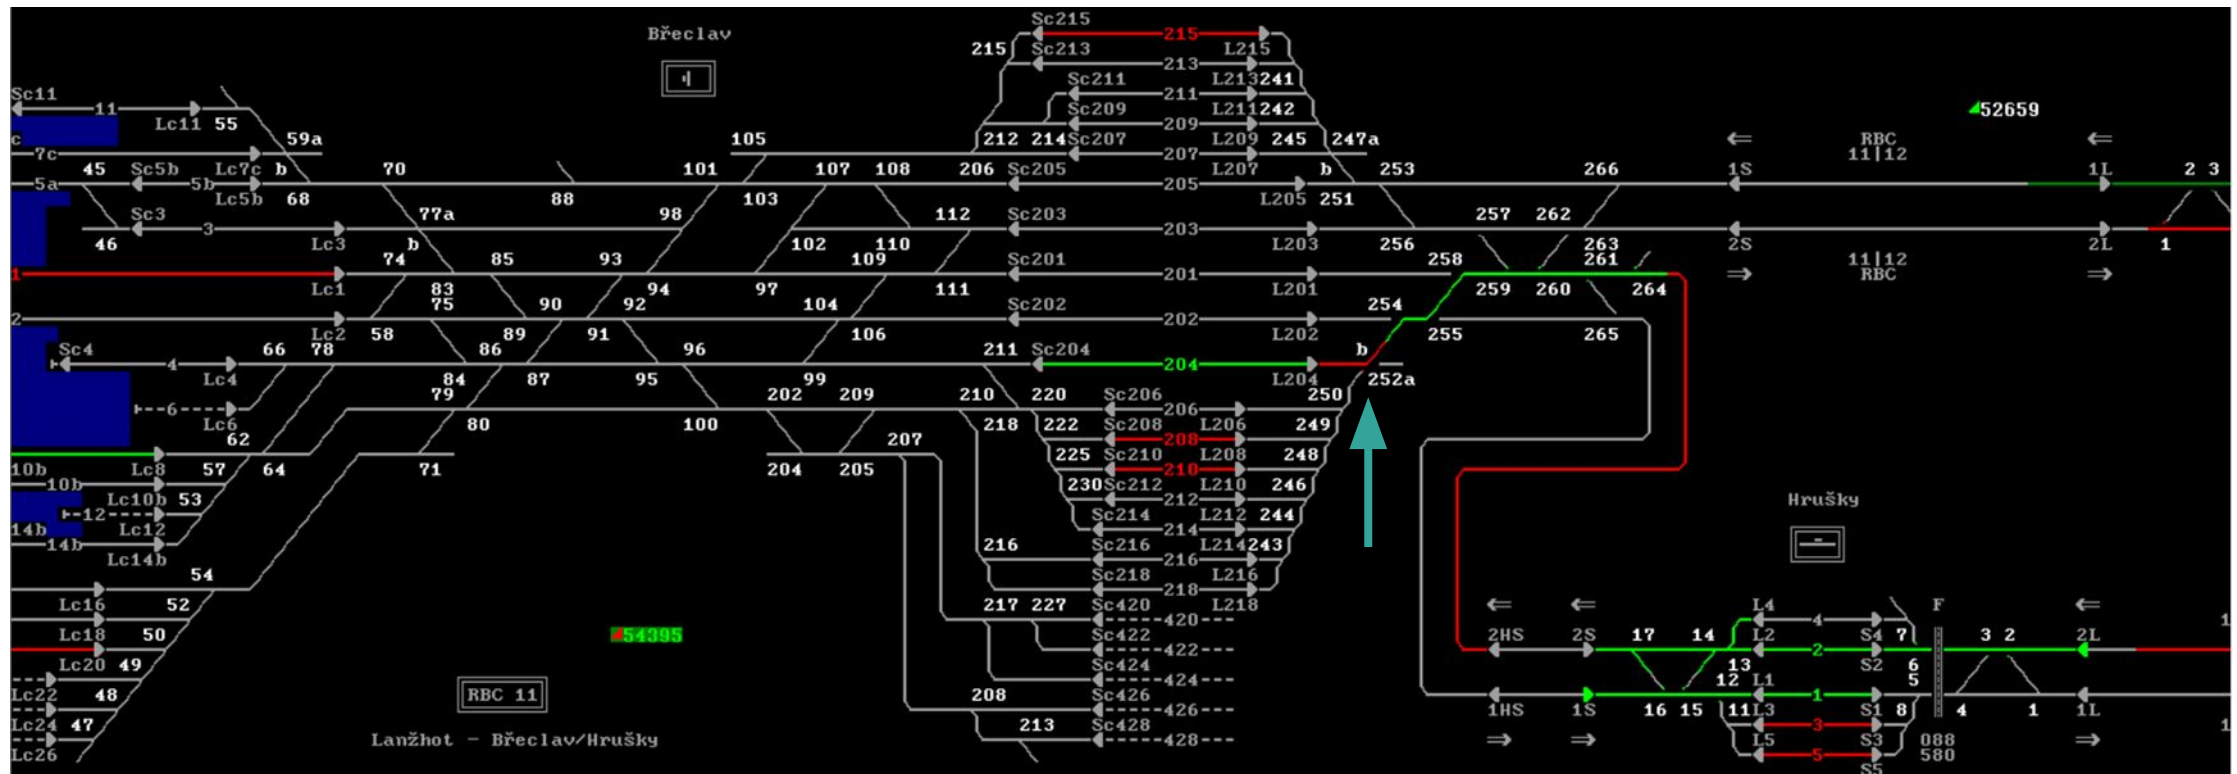 Sc215
Břeclav 215
215 Sc213 L215
213
Sc211 L213 241
Sc11 211
11 Sc209 L211 242 52659
Lc11 55 209
c 59a 105 212 214 Sc207 L209 245 247a ⇐ RBC ⇐
7c 207 11|12
45 Sc5b Lc7c b 70 101 107 108 206 Sc205 L207 b 253 266 1S 1L 2 3
5a 5b 205
Lc5b 68 88 103 L205 251
Sc3 77a 98 112 Sc203 257 262
3 203
46 Lc3 b 102 110 L203 256 263 2S 11|12 2L 1
74 85 93 109 Sc201 258 261 ⇒ RBC ⇒
1 201
Lc1 83 94 97 111 L201 259 260 264
75 90 92 104 Sc202 254
2 202
Lc2 58 89 91 106 L202 255 265
Sc4 66 78 86 96 211 Sc204 b
4 204
Lc4 84 87 95 99 L204 252a
79 202 209 210 220 Sc206 250
6 206
Lc6 80 100 218 222 Sc208 L206 249
62 207 208
10b Lc8 57 64 71 204 205 225 Sc210 L208 248
10b 210
Lc10b 53 230 Sc212 L210 246 Hrušky
12 212
14b Lc12 Sc214 L212 244
14b 214
Lc14b 216 Sc216 L214 243
216
54 Sc218 L216
218
Lc16 52 217 227 Sc420 L218 ⇐ ⇐ L4 F ⇐
420 4 1
Lc18 50 54395 Sc422 2HS 2S 17 14 L2 S4 7 3 2 2L
422 2
Lc20 49 Sc424 13 S2 6
424 12 L1 5
Lc22 48 RBC 11 208 Sc426 1
426 1HS 1S 16 15 11 L3 S1 8 4 1 1L
Lc24 47 213 Sc428 3 1
Lanžhot - Břeclav/Hrušky 428 ⇒ ⇒ L5 S3 088 ⇒
Lc26 5 580
S5